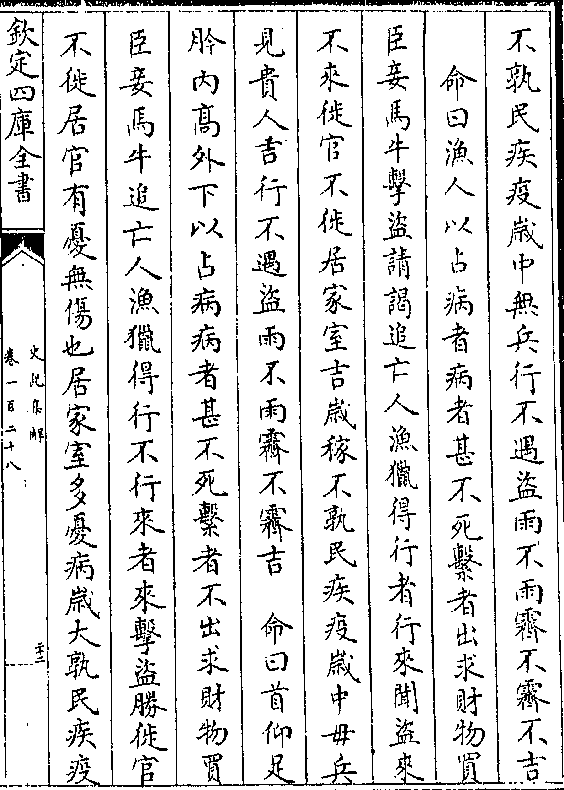 不孰民疾疫嵗中無兵行不遇盜雨不雨霽不霽不吉
命曰漁人以占病者病者甚不死繫者出求財物買
臣妾馬牛擊盜請謁追亡人漁獵得行者行來聞盜來
不來徙官不徙居家室吉嵗稼不孰民疾疫嵗中毋兵
見貴人吉行不遇盜雨不雨霽不霽吉　命曰首仰足
肣内髙外下以占病病者甚不死繫者不出求財物買
臣妾馬牛追亡人漁獵得行不行來者來擊盜勝徙官
不徙居官有憂無傷也居家室多憂病嵗大孰民疾疫
欽定四庫全書
史記集解
卷一百二十八
二十三